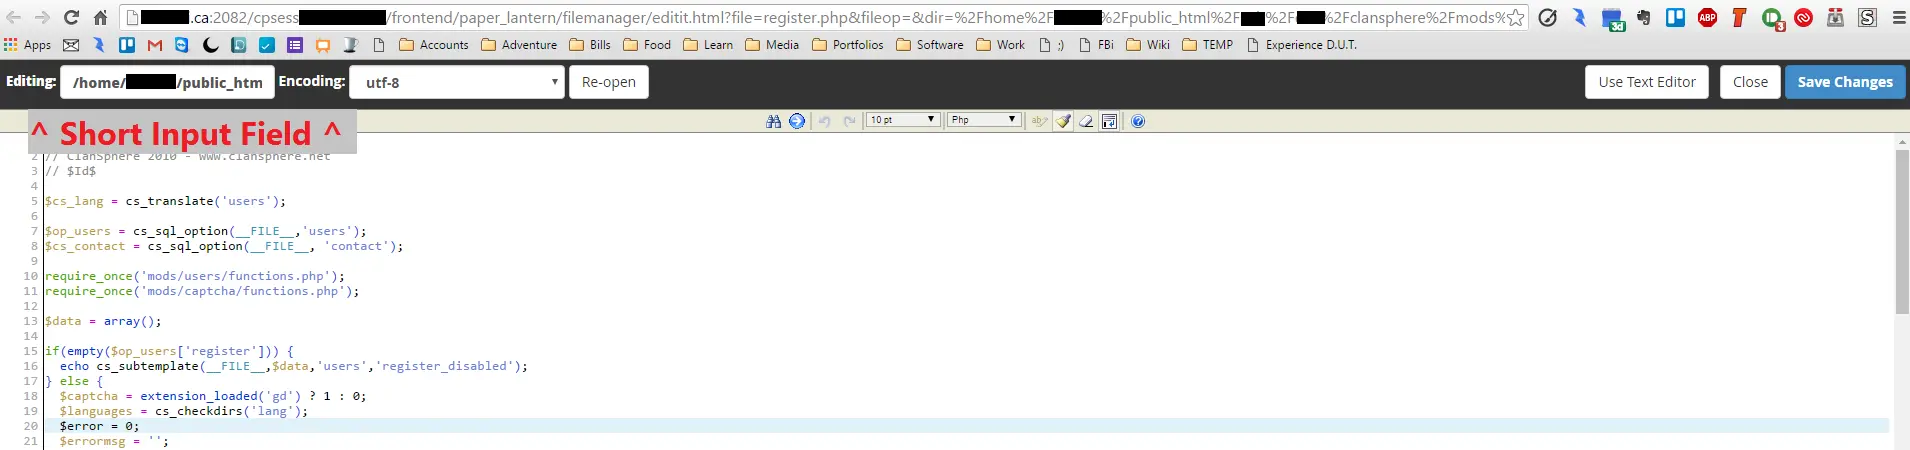 .ca:2082/cpsess /frontend/paper_lantern/filemanager/editit.html?file=register.php&fileop=&dir=%2Fhome%2F %2Fpublic_html%2F %2F %2Fclansphere%2Fmods%
Apps Accounts Adventure Bills Food Learn Media Portfolios Software Work ;) FBi Wiki TEMP Experience D.U.T.
Editing: /home/ /public_htm Encoding: utf-8 Re-open Use Text Editor Close Save Changes
^ Short Input Field ^
10 pt Php
2 // ClanSphere 2010 - www.clansphere.net
3 // $Id$
4
5 $cs_lang = cs_translate('users');
6
7 $op_users = cs_sql_option(__FILE__,'users');
8 $cs_contact = cs_sql_option(__FILE__, 'contact');
9
10 require_once('mods/users/functions.php');
11 require_once('mods/captcha/functions.php');
12
13 $data = array();
14
15 if(empty($op_users['register'])) {
16 echo cs_subtemplate(__FILE__,$data,'users','register_disabled');
17 } else {
18 $captcha = extension_loaded('gd') ? 1 : 0;
19 $languages = cs_checkdirs('lang');
20 $error = 0;
21 $errormsg = '';